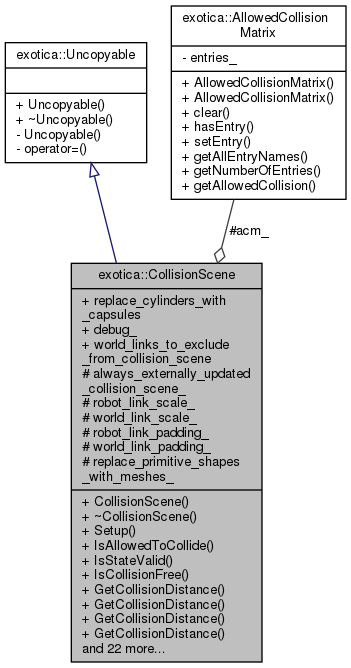 exotica::Uncopyable
+ Uncopyable()
+ ~Uncopyable()
- Uncopyable()
- operator=()
exotica::AllowedCollision
Matrix
- entries_
+ AllowedCollisionMatrix()
+ AllowedCollisionMatrix()
+ clear()
+ hasEntry()
+ setEntry()
+ getAllEntryNames()
+ getNumberOfEntries()
+ getAllowedCollision()
#acm_
exotica::CollisionScene
+ replace_cylinders_with
_capsules
+ debug_
+ world_links_to_exclude
_from_collision_scene
# always_externally_updated
_collision_scene_
# robot_link_scale_
# world_link_scale_
# robot_link_padding_
# world_link_padding_
# replace_primitive_shapes
_with_meshes_
+ CollisionScene()
+ ~CollisionScene()
+ Setup()
+ IsAllowedToCollide()
+ IsStateValid()
+ IsCollisionFree()
+ GetCollisionDistance()
+ GetCollisionDistance()
+ GetCollisionDistance()
+ GetCollisionDistance()
and 22 more...